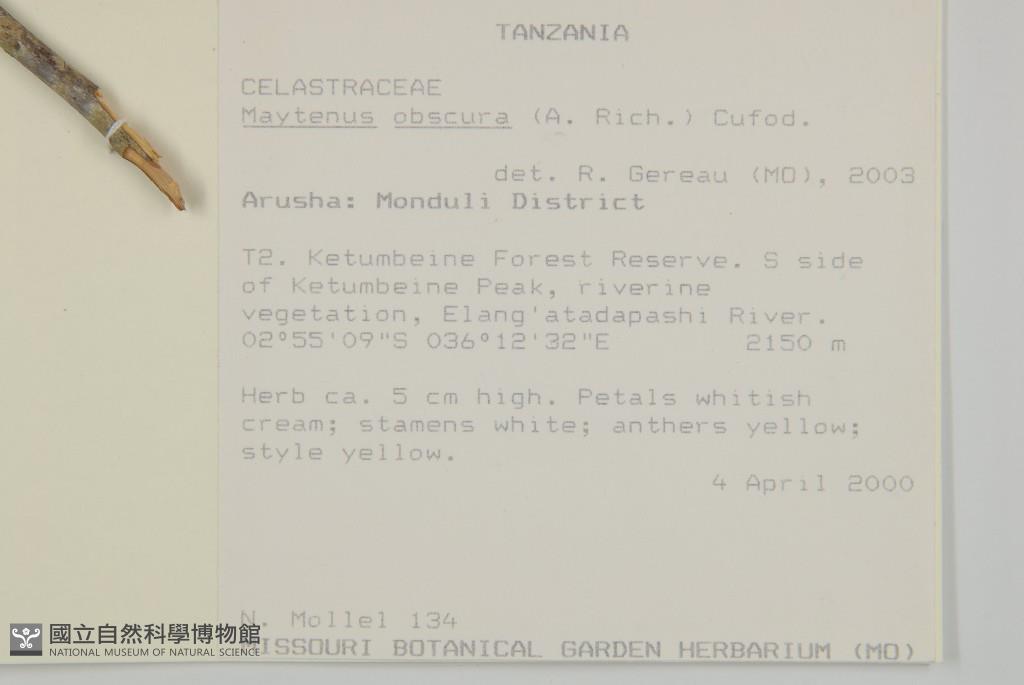 TANZANIA
CELASTRACEAE
Maytenus obscura (A. Rich.) Cufod.
det. R. Gereau (MO), 2003
Arusha: Monduli District
T2. Ketumbeine Forest Reserve. S side
of Ketumbeine Peak, riverine
vegetation, Elang'atadapashi River.
02°55'09"S 036°12'32"E 2150 m
Herb ca. 5 cm high. Petals whitish
cream; stamens white; anthers yellow;
style yellow.
4 April 2000
N. Mollel 134
MISSOURI BOTANICAL GARDEN HERBARIUM (MO)
國立自然科學博物館
NATIONAL MUSEUM OF NATURAL SCIENCE